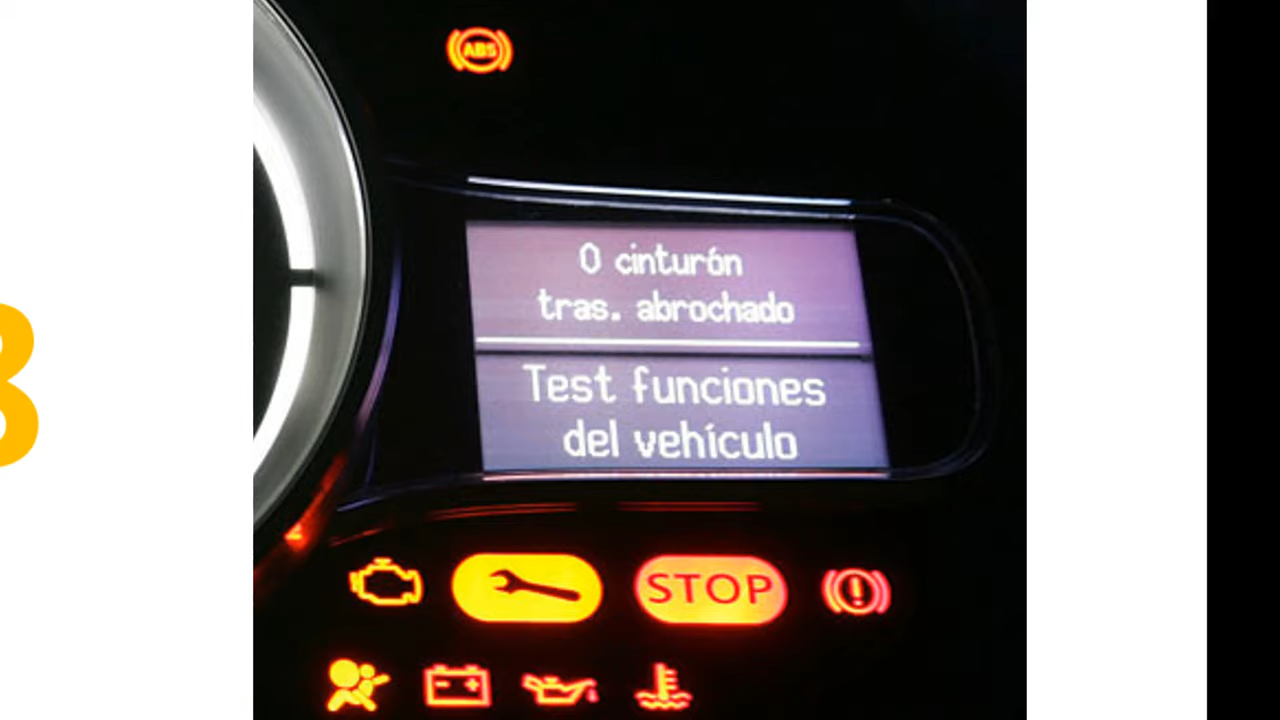 ABS
0 cinturón
tras. abrochado
Test funciones
del vehículo
STOP